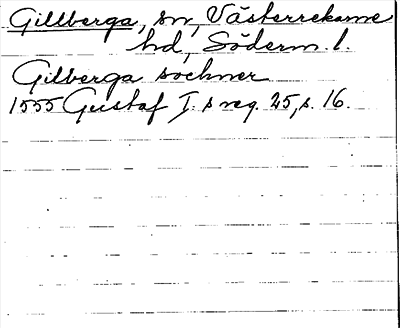 Gillberga, sn, Västerrekarne
hd, Söderm. l.
Gilberga sochner
1555 Gustaf I:s reg. 25, s. 16.